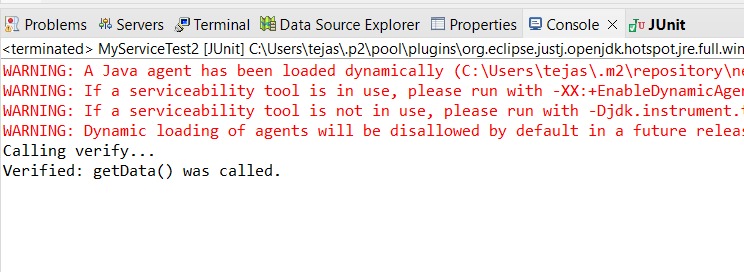 Problems Servers Terminal Data Source Explorer Properties Console JUnit
<terminated> MyServiceTest2 [JUnit] C:\Users\tejas\.p2\pool\plugins\org.eclipse.justj.openjdk.hotspot.jre.full.win
WARNING: A Java agent has been loaded dynamically (C:\Users\tejas\.m2\repository\ne
WARNING: If a serviceability tool is in use, please run with -XX:+EnableDynamicAge
WARNING: If a serviceability tool is not in use, please run with -Djdk.instrument.
WARNING: Dynamic loading of agents will be disallowed by default in a future relea
Calling verify...
Verified: getData() was called.